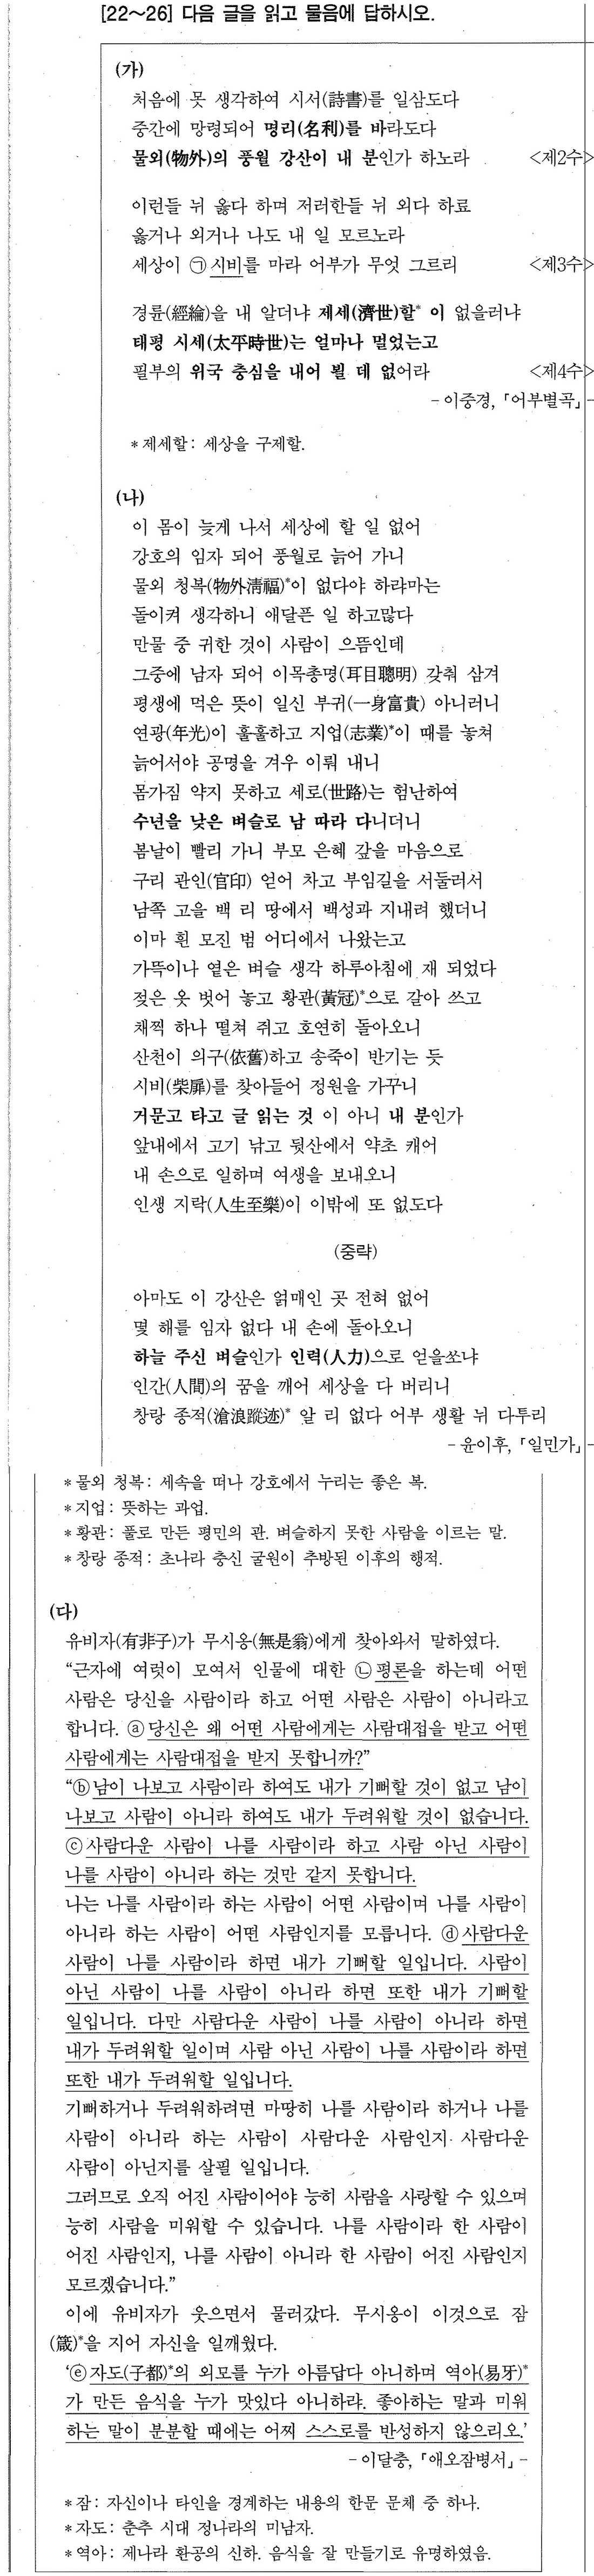 [22～26] 다음 글을 읽고 물음에 답하시오.
(가)
처음에 못 생각하여 시서(詩書)를 일삼도다
중간에 망령되어 명리(名利)를 바라도다
물외(物外)의 풍월 강산이 내 분인가 하노라 <제2수>
이런들 뉘 옳다 하며 저러한들 뉘 외다 하료
옳거나 외거나 나도 내 일 모르노라
세상이 ㉠시비를 마라 어부가 무엇 그르리 <제3수>
경륜(經綸)을 내 알더냐 제세(濟世)할* 이 없을러냐
태평 시세(太平時世)는 얼마나 멀었는고
필부의 위국 충심을 내어 뵐 데 없어라 <제4수>
- 이중경, 「어부별곡」 -
* 제세할: 세상을 구제할.
(나)
이 몸이 늦게 나서 세상에 할 일 없어
강호의 임자 되어 풍월로 늙어 가니
물외 청복(物外淸福)*이 없다야 하랴마는
돌이켜 생각하니 애달픈 일 하고많다
만물 중 귀한 것이 사람이 으뜸인데
그중에 남자 되어 이목총명(耳目聰明) 갖춰 삼겨
평생에 먹은 뜻이 일신 부귀(一身富貴) 아니러니
연광(年光)이 훌훌하고 지업(志業)*이 때를 놓쳐
늙어서야 공명을 겨우 이뤄 내니
몸가짐 약지 못하고 세로(世路)는 험난하여
수년을 낮은 벼슬로 남 따라 다니더니
봄날이 빨리 가니 부모 은혜 갚을 마음으로
구리 관인(官印) 얻어 차고 부임길을 서둘러서
남쪽 고을 백 리 땅에서 백성과 지내려 했더니
이마 흰 모진 범 어디에서 나왔는고
가뜩이나 옅은 벼슬 생각 하루아침에 재 되었다
젖은 옷 벗어 놓고 황관(黃冠)*으로 갈아 쓰고
채찍 하나 떨쳐 쥐고 호연히 돌아오니
산천이 의구(依舊)하고 송죽이 반기는 듯
시비(柴扉)를 찾아들어 정원을 가꾸니
거문고 타고 글 읽는 것 이 아니 내 분인가
앞내에서 고기 낚고 뒷산에서 약초 캐어
내 손으로 일하며 여생을 보내오니
인생 지락(人生至樂)이 이밖에 또 없도다
(중략)
아마도 이 강산은 얽매인 곳 전혀 없어
몇 해를 임자 없다 내 손에 돌아오니
하늘 주신 벼슬인가 인력(人力)으로 얻을쏘냐
인간(人間)의 꿈을 깨어 세상을 다 버리니
창랑 종적(滄浪蹤迹)* 알 리 없다 어부 생활 뉘 다투리
- 윤이후, 「일민가」 -
* 물외 청복: 세속을 떠나 강호에서 누리는 좋은 복.
* 지업: 뜻하는 과업.
* 황관: 풀로 만든 평민의 관. 벼슬하지 못한 사람을 이르는 말.
* 창랑 종적: 초나라 충신 굴원이 추방된 이후의 행적.
(다)
유비자(有非子)가 무시옹(無是翁)에게 찾아와서 말하였다.
“근자에 여럿이 모여서 인물에 대한 ㉡평론을 하는데 어떤
사람은 당신을 사람이라 하고 어떤 사람은 사람이 아니라고
합니다. ⓐ당신은 왜 어떤 사람에게는 사람대접을 받고 어떤
사람에게는 사람대접을 받지 못합니까?”
“ⓑ남이 나보고 사람이라 하여도 내가 기뻐할 것이 없고 남이
나보고 사람이 아니라 하여도 내가 두려워할 것이 없습니다.
ⓒ사람다운 사람이 나를 사람이라 하고 사람 아닌 사람이
나를 사람이 아니라 하는 것만 같지 못합니다.
나는 나를 사람이라 하는 사람이 어떤 사람이며 나를 사람이
아니라 하는 사람이 어떤 사람인지를 모릅니다. ⓓ사람다운
사람이 나를 사람이라 하면 내가 기뻐할 일입니다. 사람이
아닌 사람이 나를 사람이 아니라 하면 또한 내가 기뻐할
일입니다. 다만 사람다운 사람이 나를 사람이 아니라 하면
내가 두려워할 일이며 사람 아닌 사람이 나를 사람이라 하면
또한 내가 두려워할 일입니다.
기뻐하거나 두려워하려면 마땅히 나를 사람이라 하거나 나를
사람이 아니라 하는 사람이 사람다운 사람인지 사람다운
사람이 아닌지를 살필 일입니다.
그러므로 오직 어진 사람이어야 능히 사람을 사랑할 수 있으며
능히 사람을 미워할 수 있습니다. 나를 사람이라 한 사람이
어진 사람인지, 나를 사람이 아니라 한 사람이 어진 사람인지
모르겠습니다.”
이에 유비자가 웃으면서 물러갔다. 무시옹이 이것으로 잠
(箴)*을 지어 자신을 일깨웠다.
‘ⓔ자도(子都)*의 외모를 누가 아름답다 아니하며 역아(易牙)*
가 만든 음식을 누가 맛있다 아니하랴. 좋아하는 말과 미워
하는 말이 분분할 때에는 어찌 스스로를 반성하지 않으리오.’
- 이달충, 「애오잠병서」 -
* 잠: 자신이나 타인을 경계하는 내용의 한문 문체 중 하나.
* 자도: 춘추 시대 정나라의 미남자.
* 역아: 제나라 환공의 신하. 음식을 잘 만들기로 유명하였음.